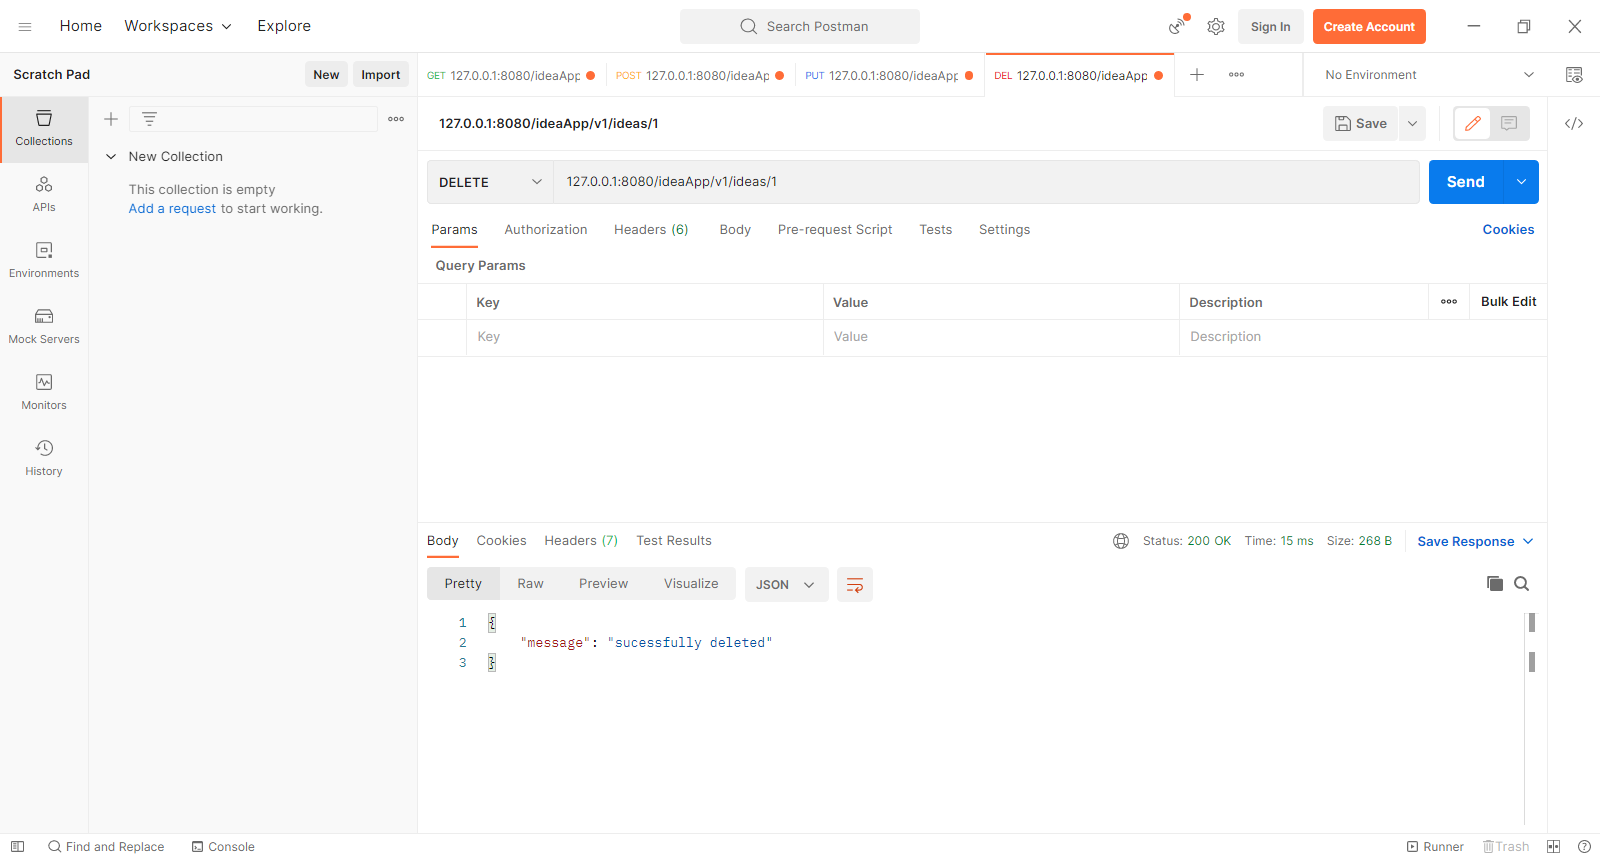 Home Workspaces Explore Search Postman Sign In Create Account
Scratch Pad New Import GET 127.0.0.1:8080/ideaApp POST 127.0.0.1:8080/ideaAp PUT 127.0.0.1:8080/ideaApp DEL 127.0.0.1:8080/ideaApp No Environment
Collections
APIs
Environments
Mock Servers
Monitors
History
New Collection
This collection is empty
Add a request to start working.
127.0.0.1:8080/ideaApp/v1/ideas/1 Save
DELETE 127.0.0.1:8080/ideaApp/v1/ideas/1 Send
Params Authorization Headers (6) Body Pre-request Script Tests Settings Cookies
Query Params
Key Value Description Bulk Edit
Key Value Description
Body Cookies Headers (7) Test Results Status: 200 OK Time: 15 ms Size: 268 B Save Response
Pretty Raw Preview Visualize JSON
1 {
2 "message": "sucessfully deleted"
3 }
Find and Replace Console Runner Trash